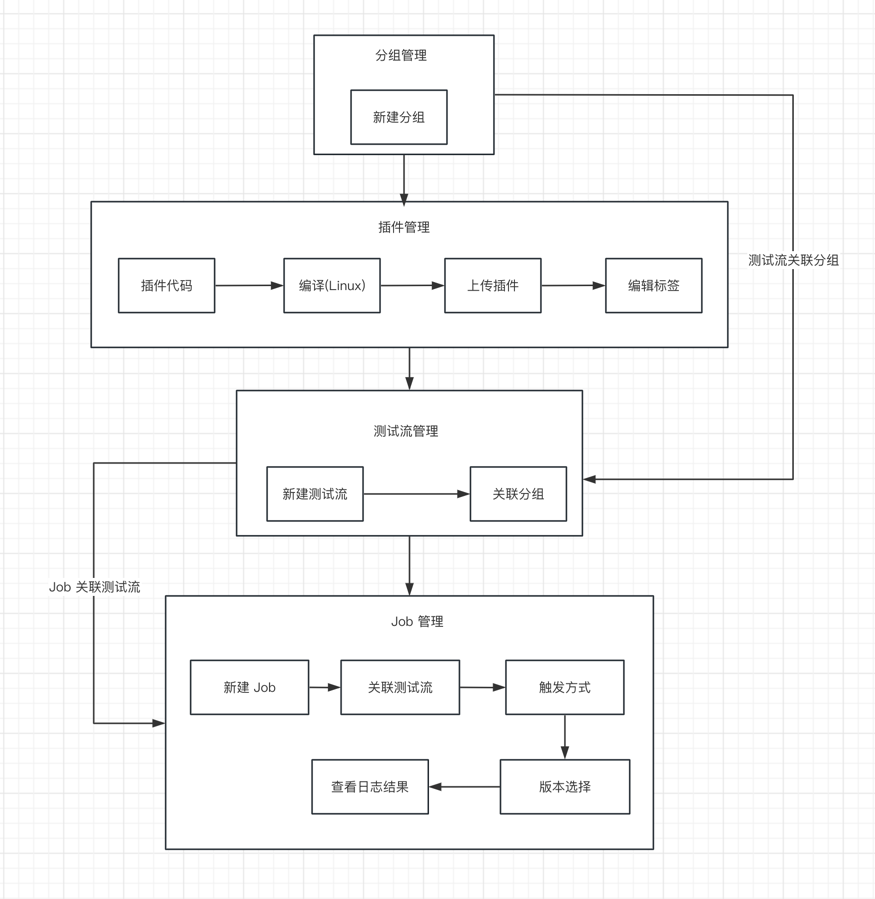 分组管理
新建分组
插件管理
测试流关联分组
插件代码
编译(Linux)
上传插件
编辑标签
测试流管理
新建测试流
关联分组
Job 关联测试流
Job 管理
新建 Job
关联测试流
触发方式
查看日志结果
版本选择